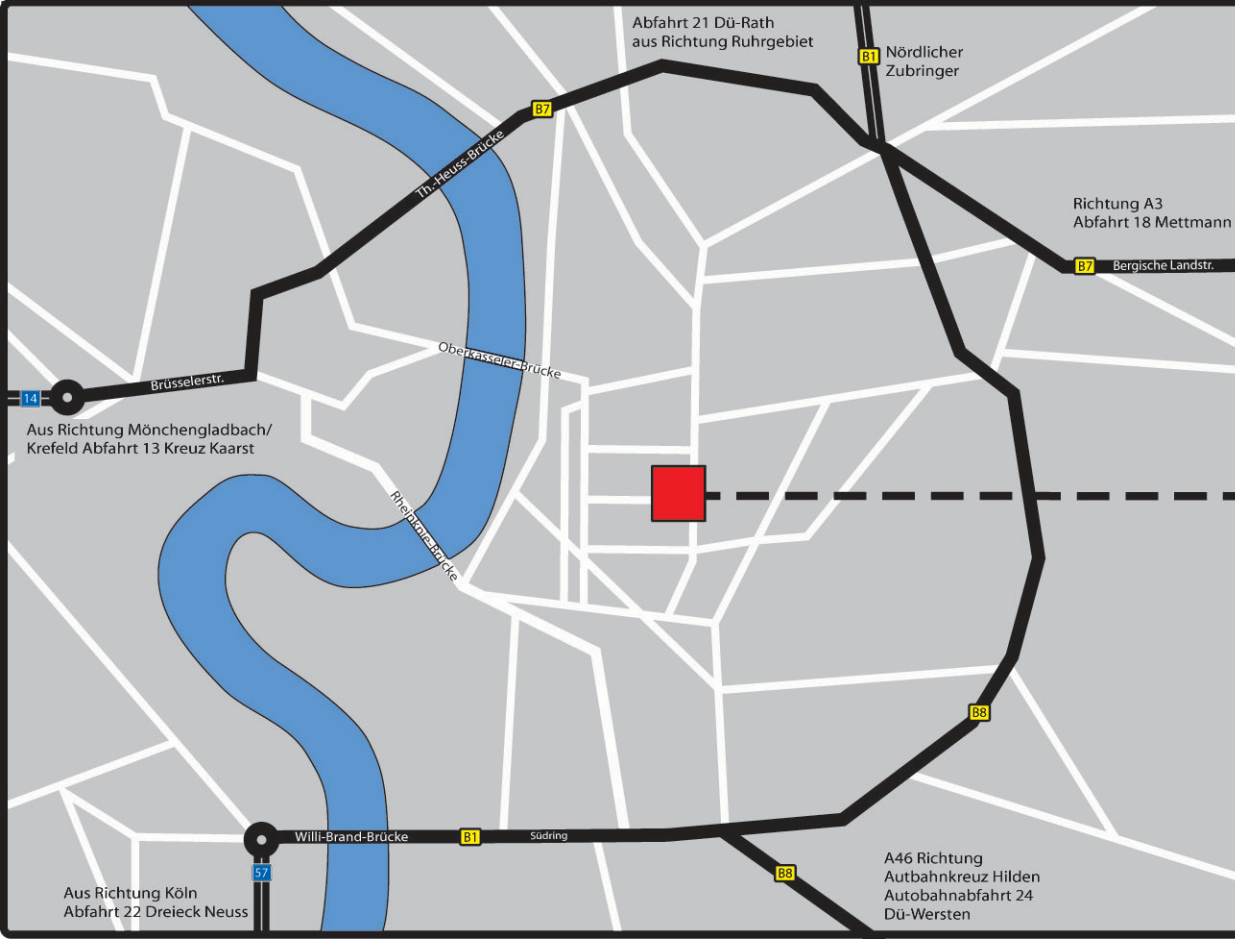 Abfahrt 21 Dü-Rath
aus Richtung Ruhrgebiet
B1
Nördlicher
Zubringer
B7
Th.-Heuss-Brücke
Richtung A3
Abfahrt 18 Mettmann
B7
Bergische Landstr.
Oberkasseler-Brücke
Brüsselerstr.
14
Aus Richtung Mönchengladbach/
Krefeld Abfahrt 13 Kreuz Kaarst
Rheinknie-Brücke
B8
Willi-Brand-Brücke
B1
Südring
57
B8
Aus Richtung Köln
Abfahrt 22 Dreieck Neuss
A46 Richtung
Autbahnkreuz Hilden
Autobahnabfahrt 24
Dü-Wersten